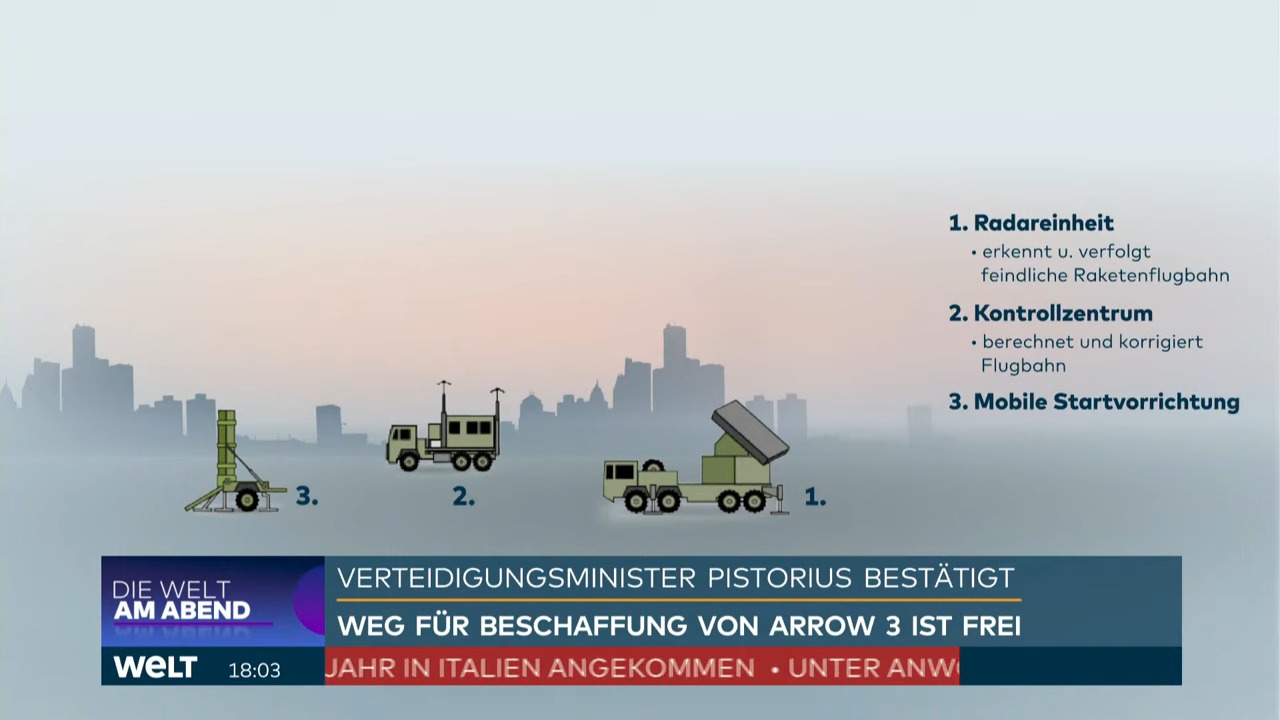 1. Radareinheit
• erkennt u. verfolgt
feindliche Raketenflugbahn
2. Kontrollzentrum
• berechnet und korrigiert
Flugbahn
3. Mobile Startvorrichtung
3.
2.
1.
DIE WELT
AM ABEND
VERTEIDIGUNGSMINISTER PISTORIUS BESTÄTIGT
WEG FÜR BESCHAFFUNG VON ARROW 3 IST FREI
welt 18:03
JAHR IN ITALIEN ANGEKOMMEN • UNTER